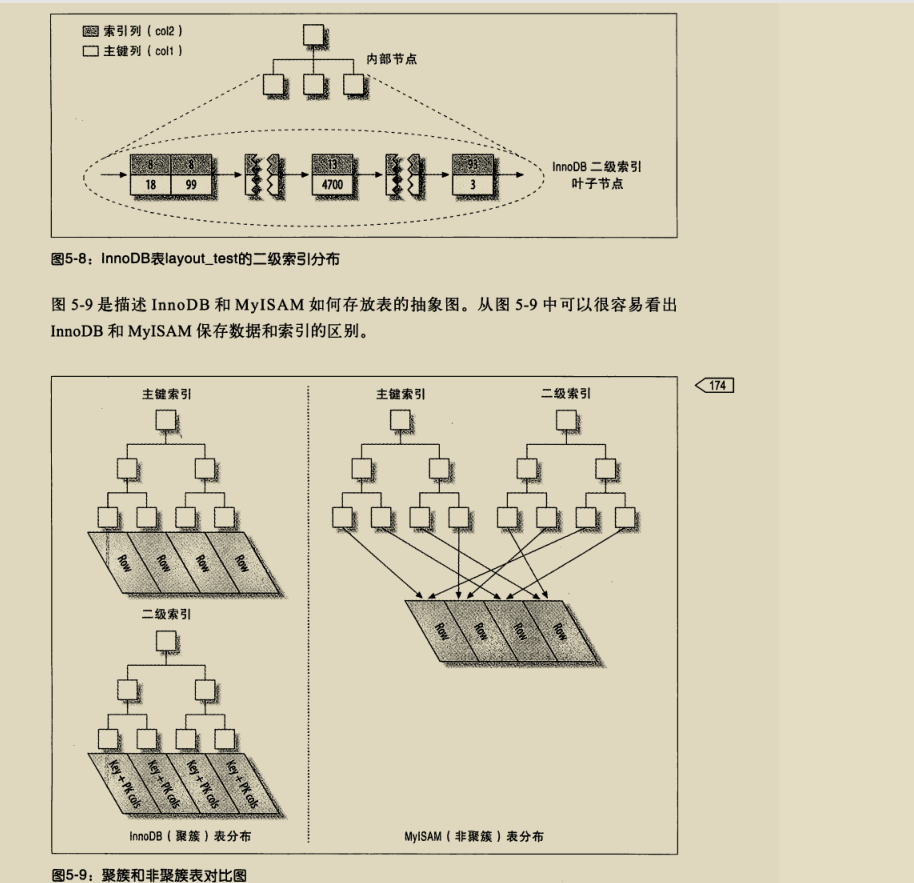 索引列（col2）
主键列（col1）
内部节点
8 8 13 93
18 99 4700 3
InnoDB 二级索引
叶子节点
图5-8：InnoDB表layout_test的二级索引分布
图 5-9 是描述 InnoDB 和 MyISAM 如何存放表的抽象图。从图 5-9 中可以很容易看出
InnoDB 和 MyISAM 保存数据和索引的区别。
174
主键索引 主键索引 二级索引
Row Row Row Row
二级索引
Row Row Row Row
Key + PK cols Key + PK cols Key + PK cols Key + PK cols
InnoDB（聚簇）表分布 MyISAM（非聚簇）表分布
图5-9：聚簇和非聚簇表对比图